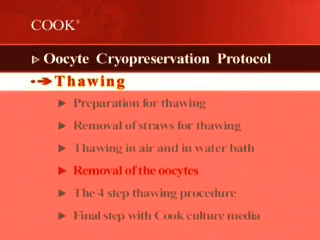 COOK®
Oocyte Cryopreservation Protocol
Thawing
Preparation for thawing
Removal of straws for thawing
Thawing in air and in water bath
Removal of the oocytes
The 4 step thawing procedure
Final step with Cook culture media